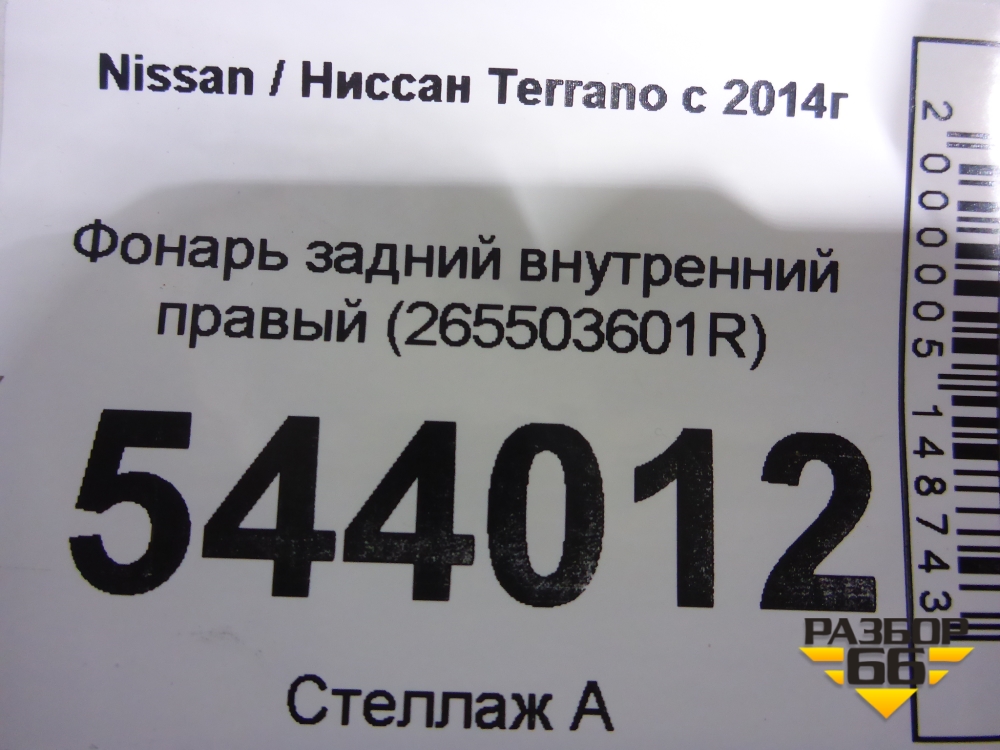 Nissan / Ниссан Terrano с 2014г
Фонарь задний внутренний
правый (265503601R)
544012
Стеллаж А
2000005148743
РАЗБОР
66